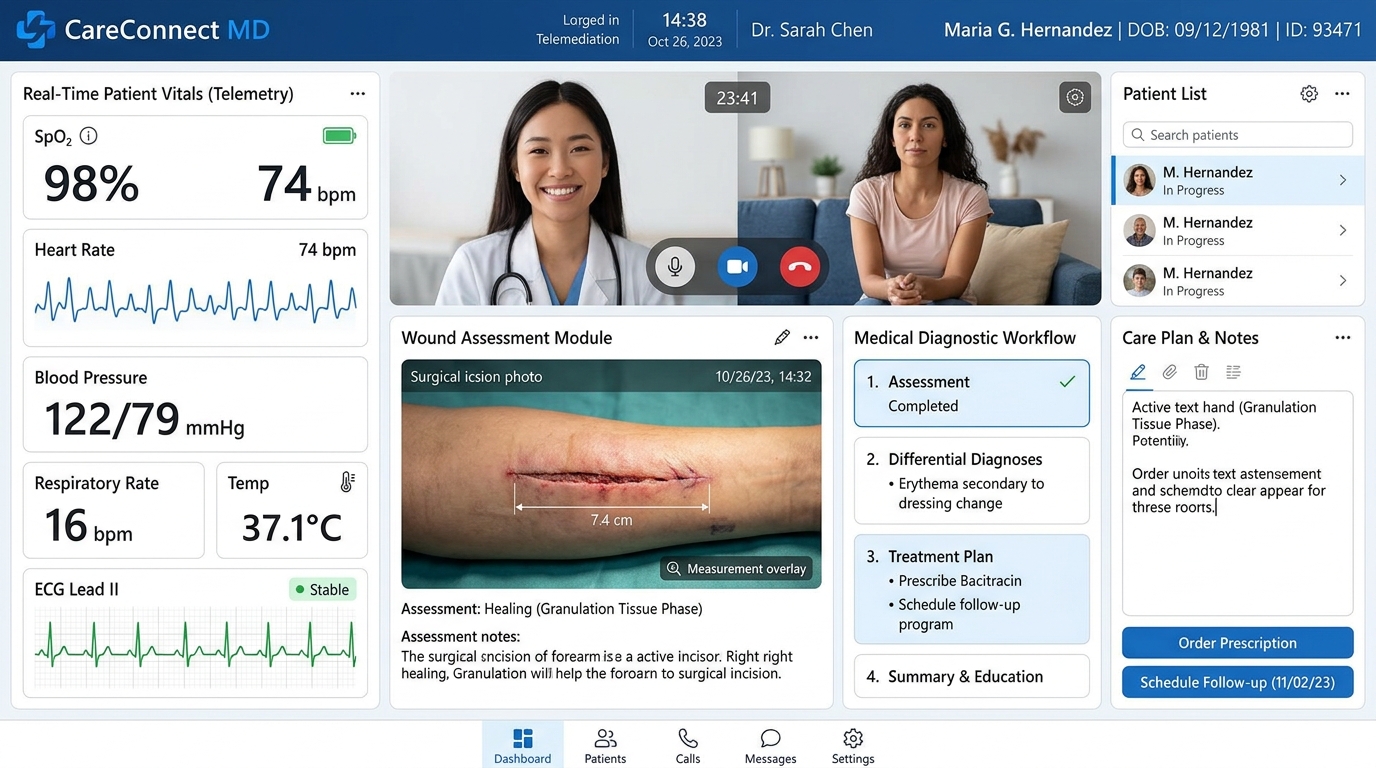 CareConnect MD
Lorged in
Telemediation
14:38
Oct 26, 2023
Dr. Sarah Chen
Maria G. Hernandez | DOB: 09/12/1981 | ID: 93471
Real-Time Patient Vitals (Telemetry)
SpO₂
98%
74 bpm
Heart Rate
74 bpm
Blood Pressure
122/79 mmHg
Respiratory Rate
16 bpm
Temp
37.1°C
ECG Lead II
Stable
23:41
Wound Assessment Module
Surgical icsion photo
10/26/23, 14:32
7.4 cm
Measurement overlay
Assessment: Healing (Granulation Tissue Phase)
Assessment notes:
The surgical sncision of forearm is e a active incisor. Right right
healing, Granulation will help the foroarn to surgical incision.
Medical Diagnostic Workflow
1. Assessment
Completed
2. Differential Diagnoses
• Erythema secondary to
dressing change
3. Treatment Plan
• Prescribe Bacitracin
• Schedule follow-up
program
4. Summary & Education
Patient List
Search patients
M. Hernandez
In Progress
M. Hernandez
In Progress
M. Hernandez
In Progress
Care Plan & Notes
Active text hand (Granulation
Tissue Phase).
Potentiliy.
Order unoits text astensement
and schemdto clear appear for
threse roorts.
Order Prescription
Schedule Follow-up (11/02/23)
Dashboard
Patients
Calls
Messages
Settings